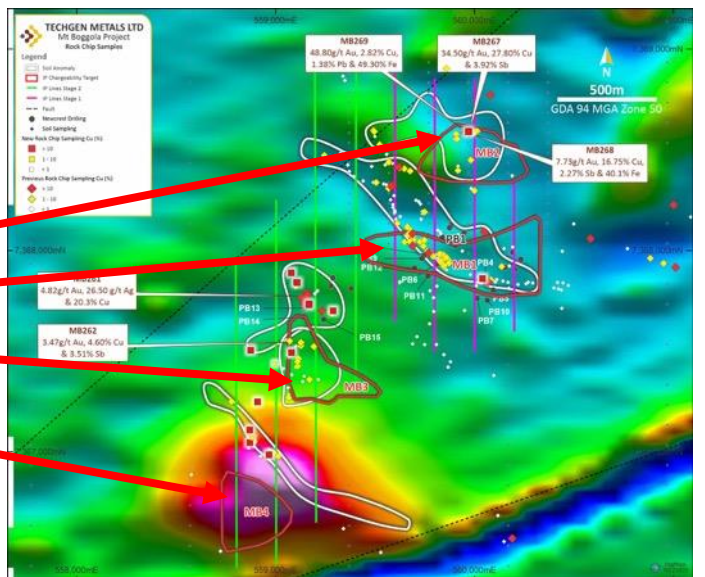 TECHGEN METALS LTD
Mt Boggola Project
Rock Chip Samples
Legend
Soil Anomaly
IP Chargeability Target
IP Lines Stage 2
IP Lines Stage 1
Fault
Newcrest Drilling
Soil Sampling
New Rock Chip Sampling Cu (%)
> 10
1 - 10
< 1
Previous Rock Chip Sampling Cu (%)
> 10
1 - 10
559,000mE
560,000mE
MB269
48.80g/t Au, 2.82% Cu,
1.38% Pb & 49.30% Fe
MB267
34.50g/t Au, 27.80% Cu
& 3.92% Sb
7,369,000mN
N
500m
GDA 94 MGA Zone 50
MB2
MB268
7.73g/t Au, 16.75% Cu,
2.27% Sb & 40.1% Fe
7,368,000mN
PB1
PB12
MB1
PB4
PB6
PB11
PB10
PB7
4.82g/t Au, 26.50 g/t Ag
& 20.3% Cu
PB13
PB14
PB15
MB262
3.47g/t Au, 4.60% Cu
& 3.51% Sb
MB3
7,367,000mN
MB4
558,000mE
559,000mE
560,000mE